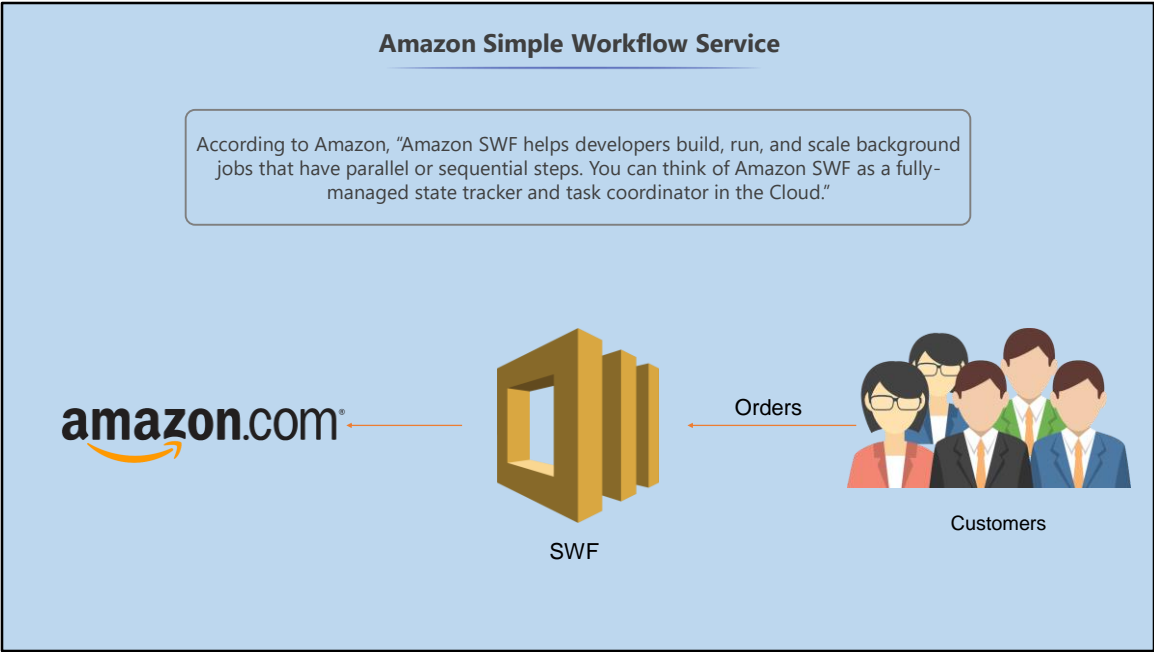 Amazon Simple Workflow Service
According to Amazon, “Amazon SWF helps developers build, run, and scale background
jobs that have parallel or sequential steps. You can think of Amazon SWF as a fully-
managed state tracker and task coordinator in the Cloud.”
amazon.com®
Orders
SWF
Customers